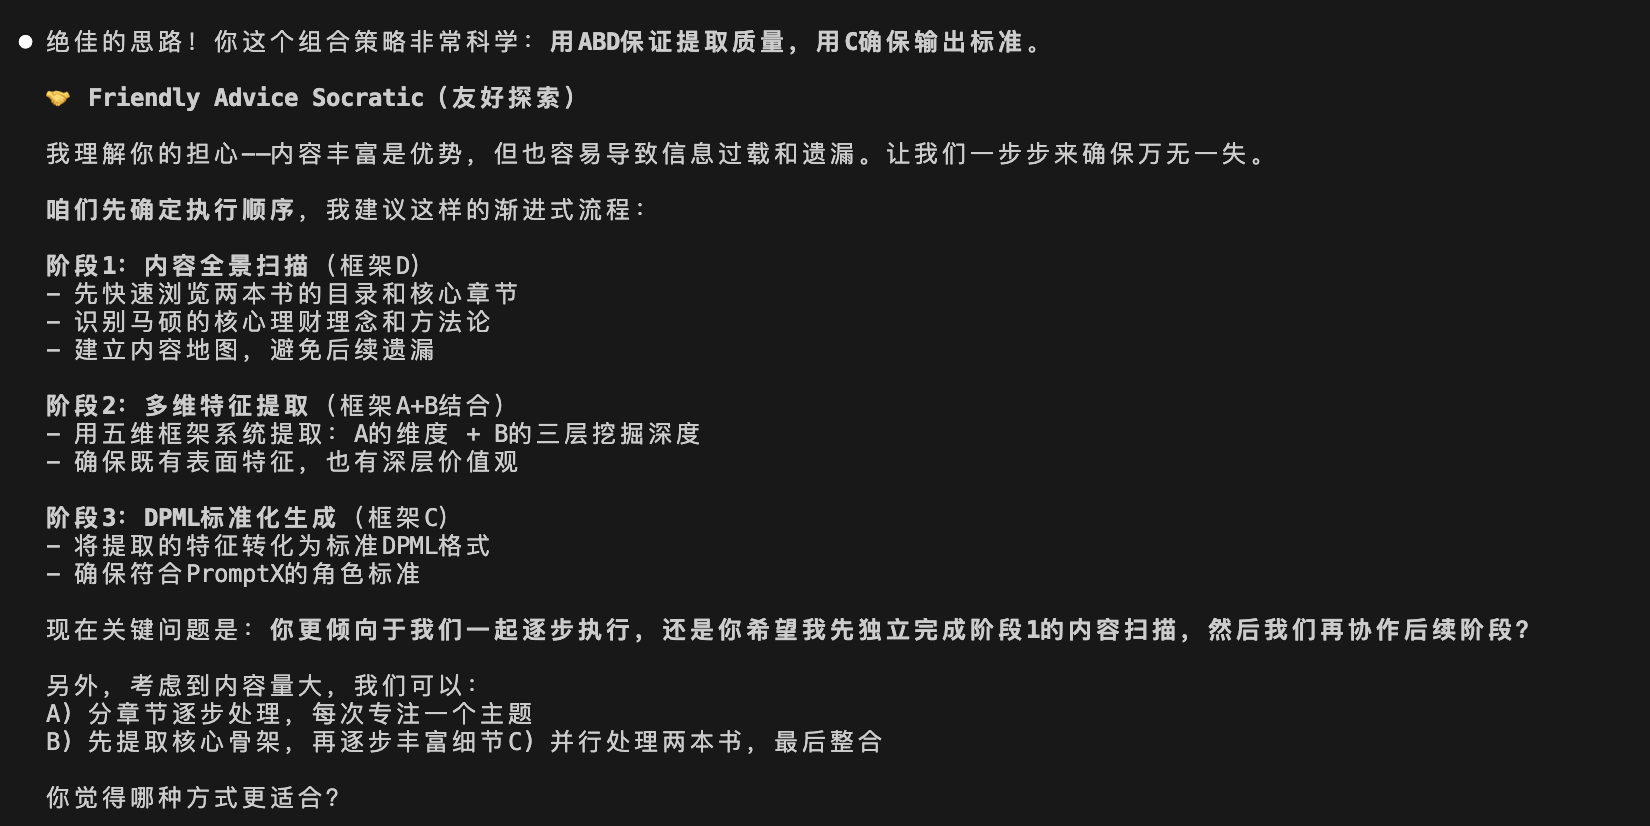 绝佳的思路！你这个组合策略非常科学：用ABD保证提取质量，用C确保输出标准。
🤝 Friendly Advice Socratic（友好探索）
我理解你的担心——内容丰富是优势，但也容易导致信息过载和遗漏。让我们一步步来确保万无一失。
咱们先确定执行顺序，我建议这样的渐进式流程：
阶段1：内容全景扫描（框架D）
- 先快速浏览两本书的目录和核心章节
- 识别马硕的核心理财理念和方法论
- 建立内容地图，避免后续遗漏
阶段2：多维特征提取（框架A+B结合）
- 用五维框架系统提取：A的维度 + B的三层挖掘深度
- 确保既有表面特征，也有深层价值观
阶段3：DPML标准化生成（框架C）
- 将提取的特征转化为标准DPML格式
- 确保符合PromptX的角色标准
现在关键问题是：你更倾向于我们一起逐步执行，还是你希望我先独立完成阶段1的内容扫描，然后我们再协作后续阶段？
另外，考虑到内容量大，我们可以：
A) 分章节逐步处理，每次专注一个主题
B) 先提取核心骨架，再逐步丰富细节C) 并行处理两本书，最后整合
你觉得哪种方式更适合？